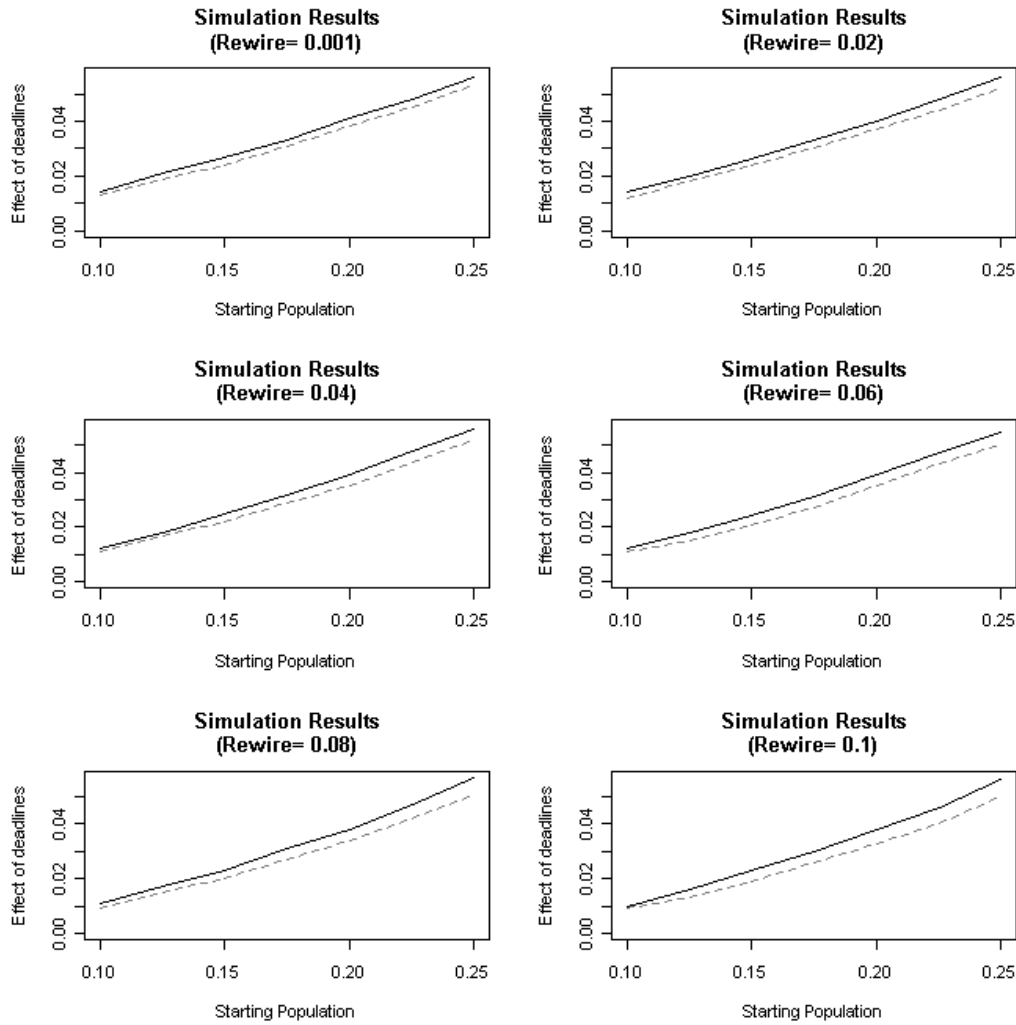 Simulation Results
(Rewire= 0.001)
Effect of deadlines
0.04
0.02
0.00
0.10 0.15 0.20 0.25
Starting Population
Simulation Results
(Rewire= 0.02)
Effect of deadlines
0.04
0.02
0.00
0.10 0.15 0.20 0.25
Starting Population
Simulation Results
(Rewire= 0.04)
Effect of deadlines
0.04
0.02
0.00
0.10 0.15 0.20 0.25
Starting Population
Simulation Results
(Rewire= 0.06)
Effect of deadlines
0.04
0.02
0.00
0.10 0.15 0.20 0.25
Starting Population
Simulation Results
(Rewire= 0.08)
Effect of deadlines
0.04
0.02
0.00
0.10 0.15 0.20 0.25
Starting Population
Simulation Results
(Rewire= 0.1)
Effect of deadlines
0.04
0.02
0.00
0.10 0.15 0.20 0.25
Starting Population